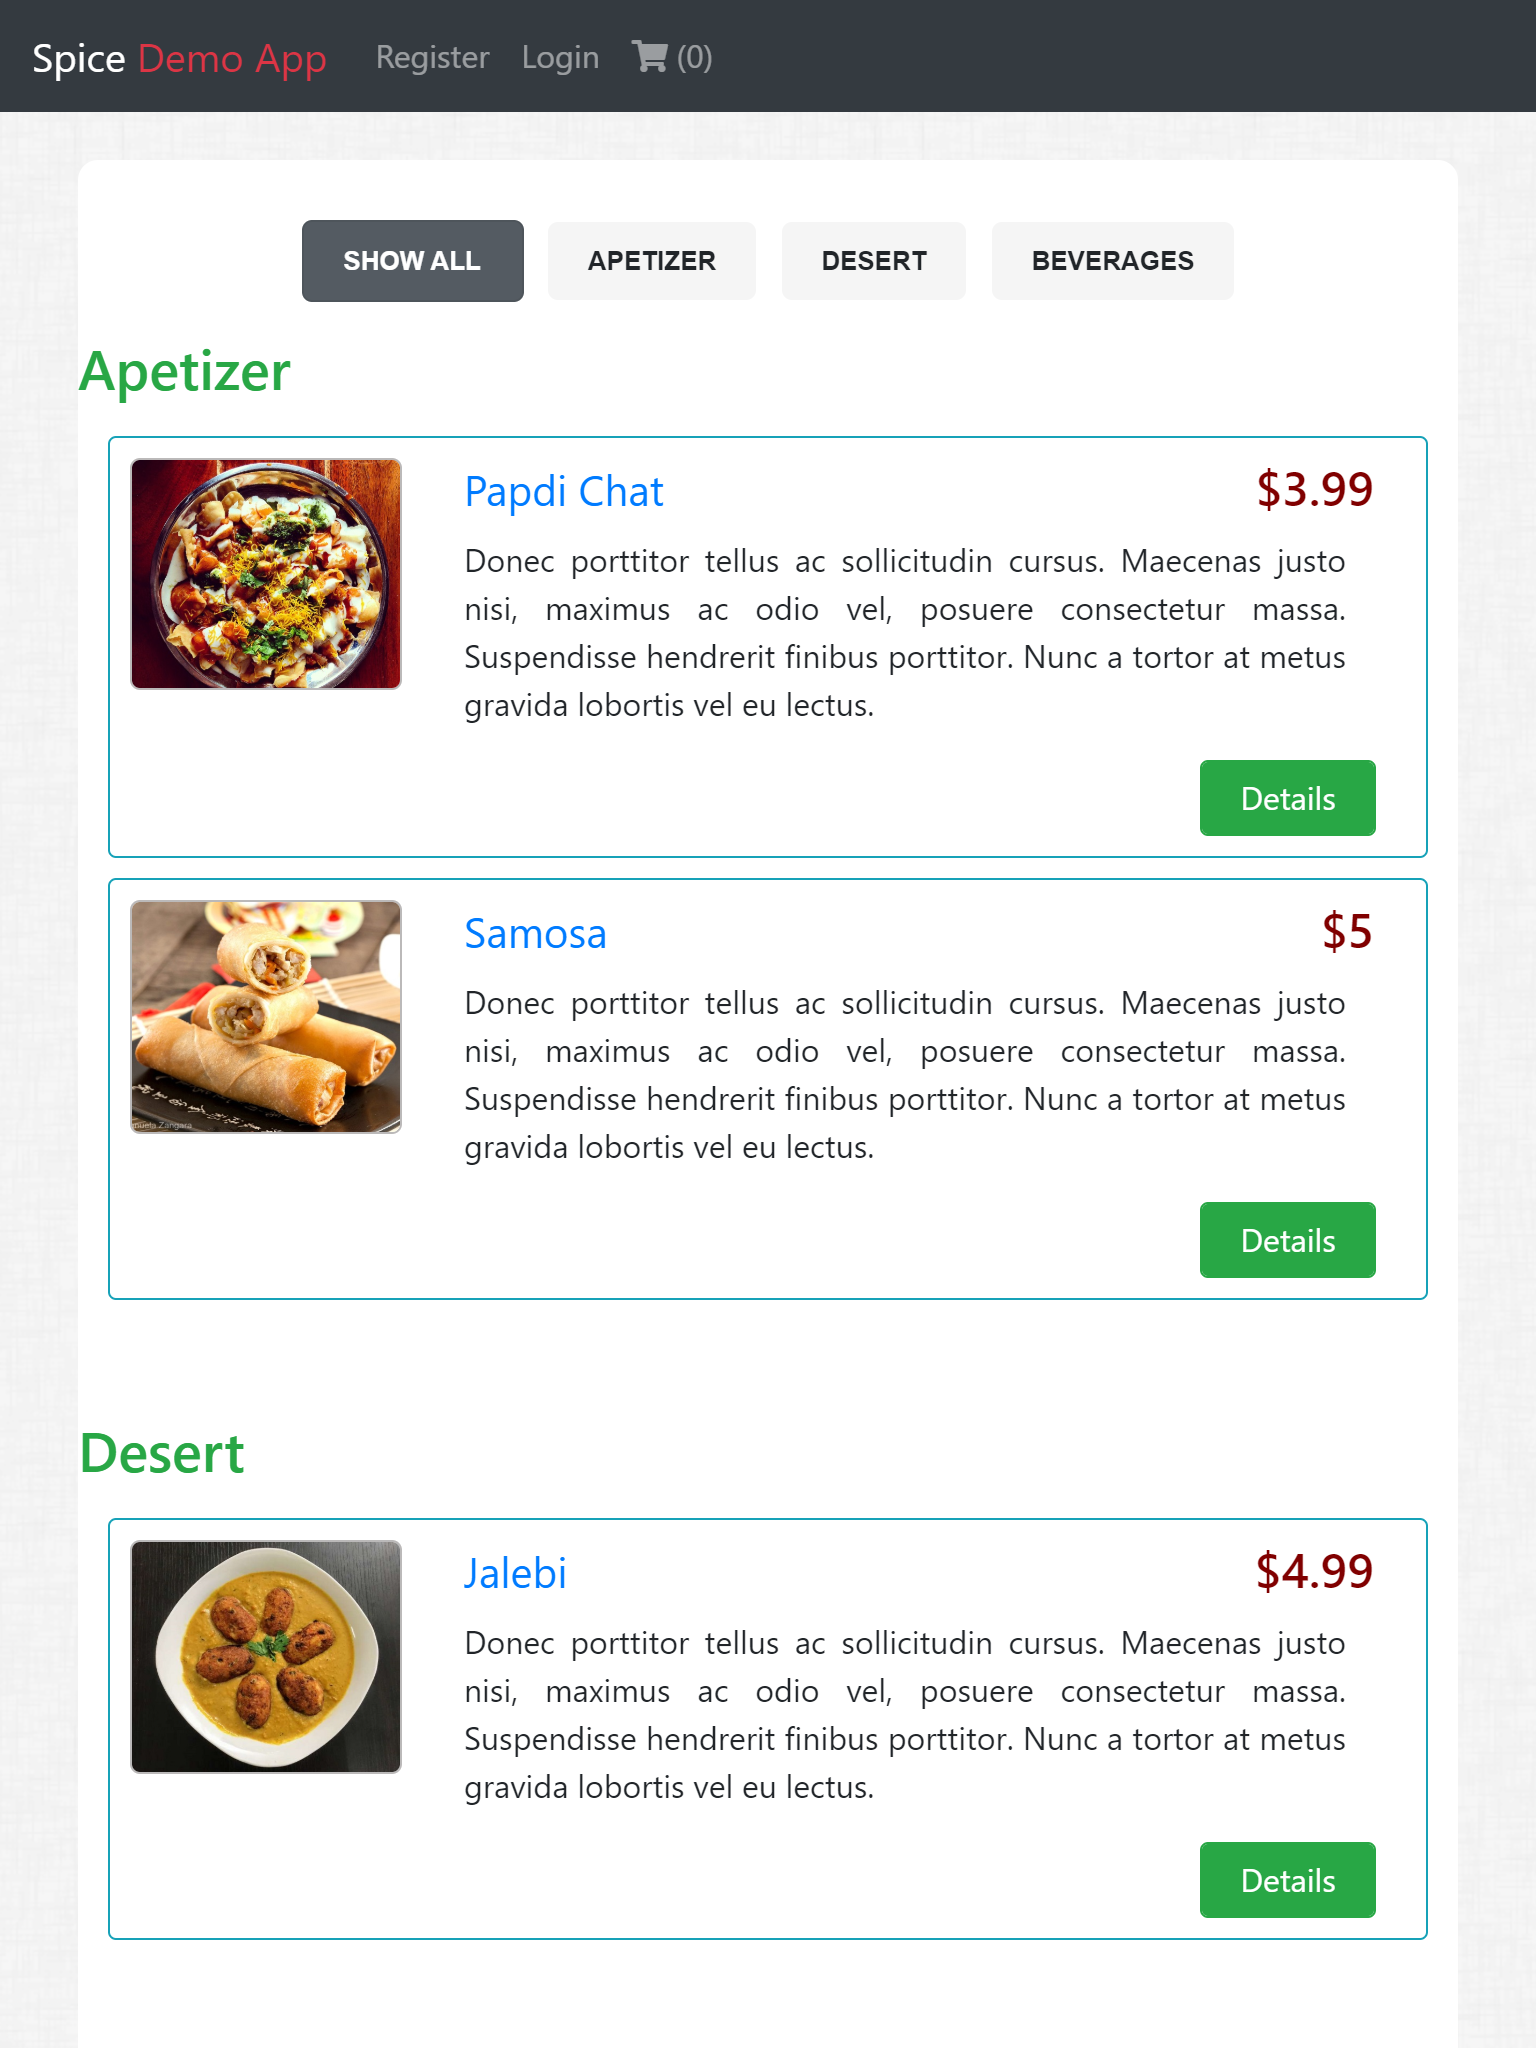 Spice Demo App Register Login (0)
SHOW ALL APETIZER DESERT BEVERAGES
Apetizer
Papdi Chat $3.99
Donec porttitor tellus ac sollicitudin cursus. Maecenas justo
nisi, maximus ac odio vel, posuere consectetur massa.
Suspendisse hendrerit finibus porttitor. Nunc a tortor at metus
gravida lobortis vel eu lectus.
Details
Samosa $5
Donec porttitor tellus ac sollicitudin cursus. Maecenas justo
nisi, maximus ac odio vel, posuere consectetur massa.
Suspendisse hendrerit finibus porttitor. Nunc a tortor at metus
gravida lobortis vel eu lectus.
nuela Zangara
Details
Desert
Jalebi $4.99
Donec porttitor tellus ac sollicitudin cursus. Maecenas justo
nisi, maximus ac odio vel, posuere consectetur massa.
Suspendisse hendrerit finibus porttitor. Nunc a tortor at metus
gravida lobortis vel eu lectus.
Details